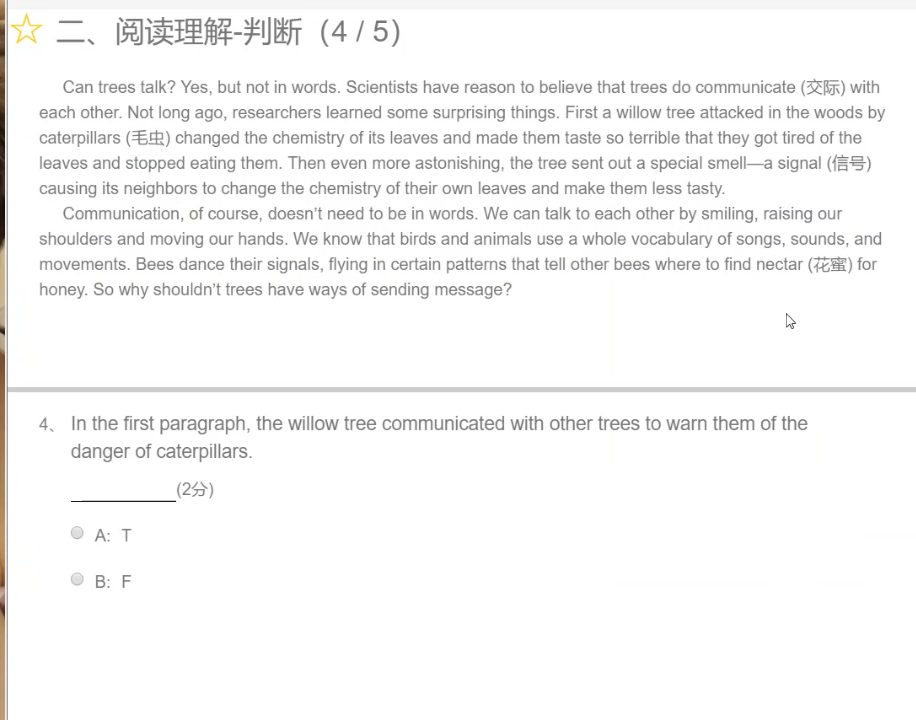 二、阅读理解-判断（4 / 5）
Can trees talk? Yes, but not in words. Scientists have reason to believe that trees do communicate (交际) with
each other. Not long ago, researchers learned some surprising things. First a willow tree attacked in the woods by
caterpillars (毛虫) changed the chemistry of its leaves and made them taste so terrible that they got tired of the
leaves and stopped eating them. Then even more astonishing, the tree sent out a special smell—a signal (信号)
causing its neighbors to change the chemistry of their own leaves and make them less tasty.
Communication, of course, doesn't need to be in words. We can talk to each other by smiling, raising our
shoulders and moving our hands. We know that birds and animals use a whole vocabulary of songs, sounds, and
movements. Bees dance their signals, flying in certain patterns that tell other bees where to find nectar (花蜜) for
honey. So why shouldn't trees have ways of sending message?
4、 In the first paragraph, the willow tree communicated with other trees to warn them of the
danger of caterpillars.
___________(2分)
A: T
B: F